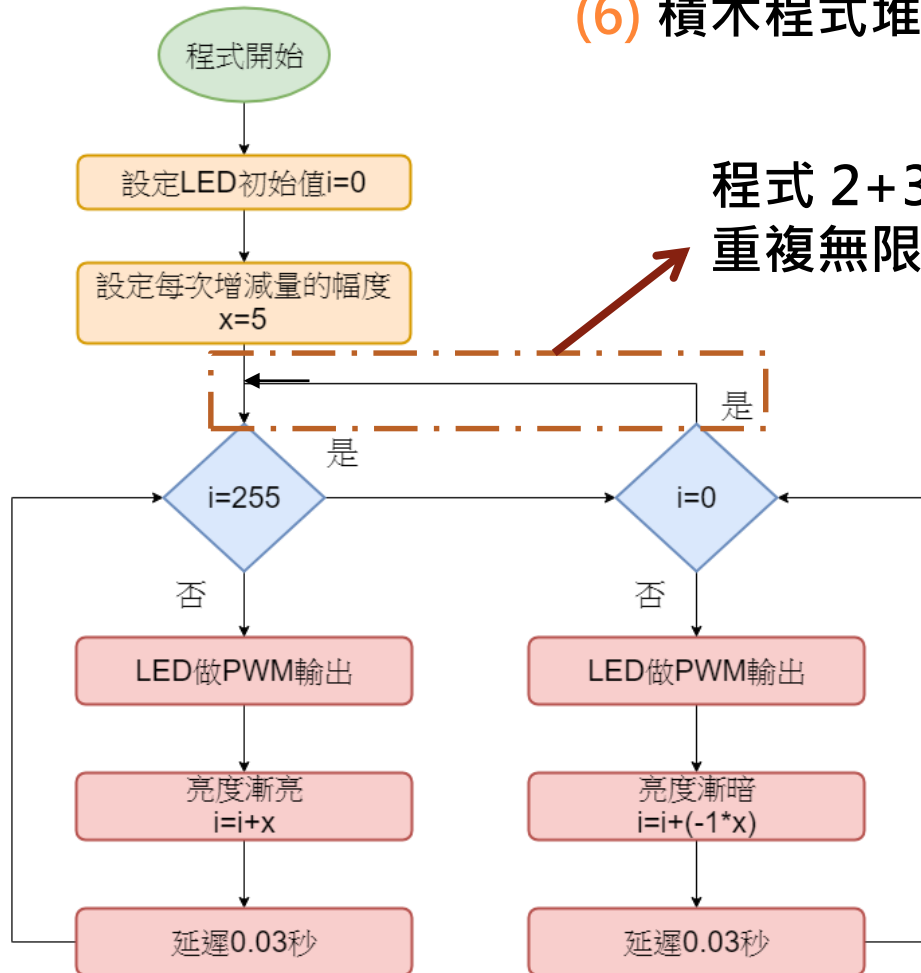 (6) 積木程式堆
程式開始
程式 2+3
重複無限
設定LED初始值i=0
設定每次增減量的幅度
x=5
是
是
i=255
i=0
否
否
LED做PWM輸出
LED做PWM輸出
亮度漸亮
i=i+x
亮度漸暗
i=i+(-1*x)
延遲0.03秒
延遲0.03秒